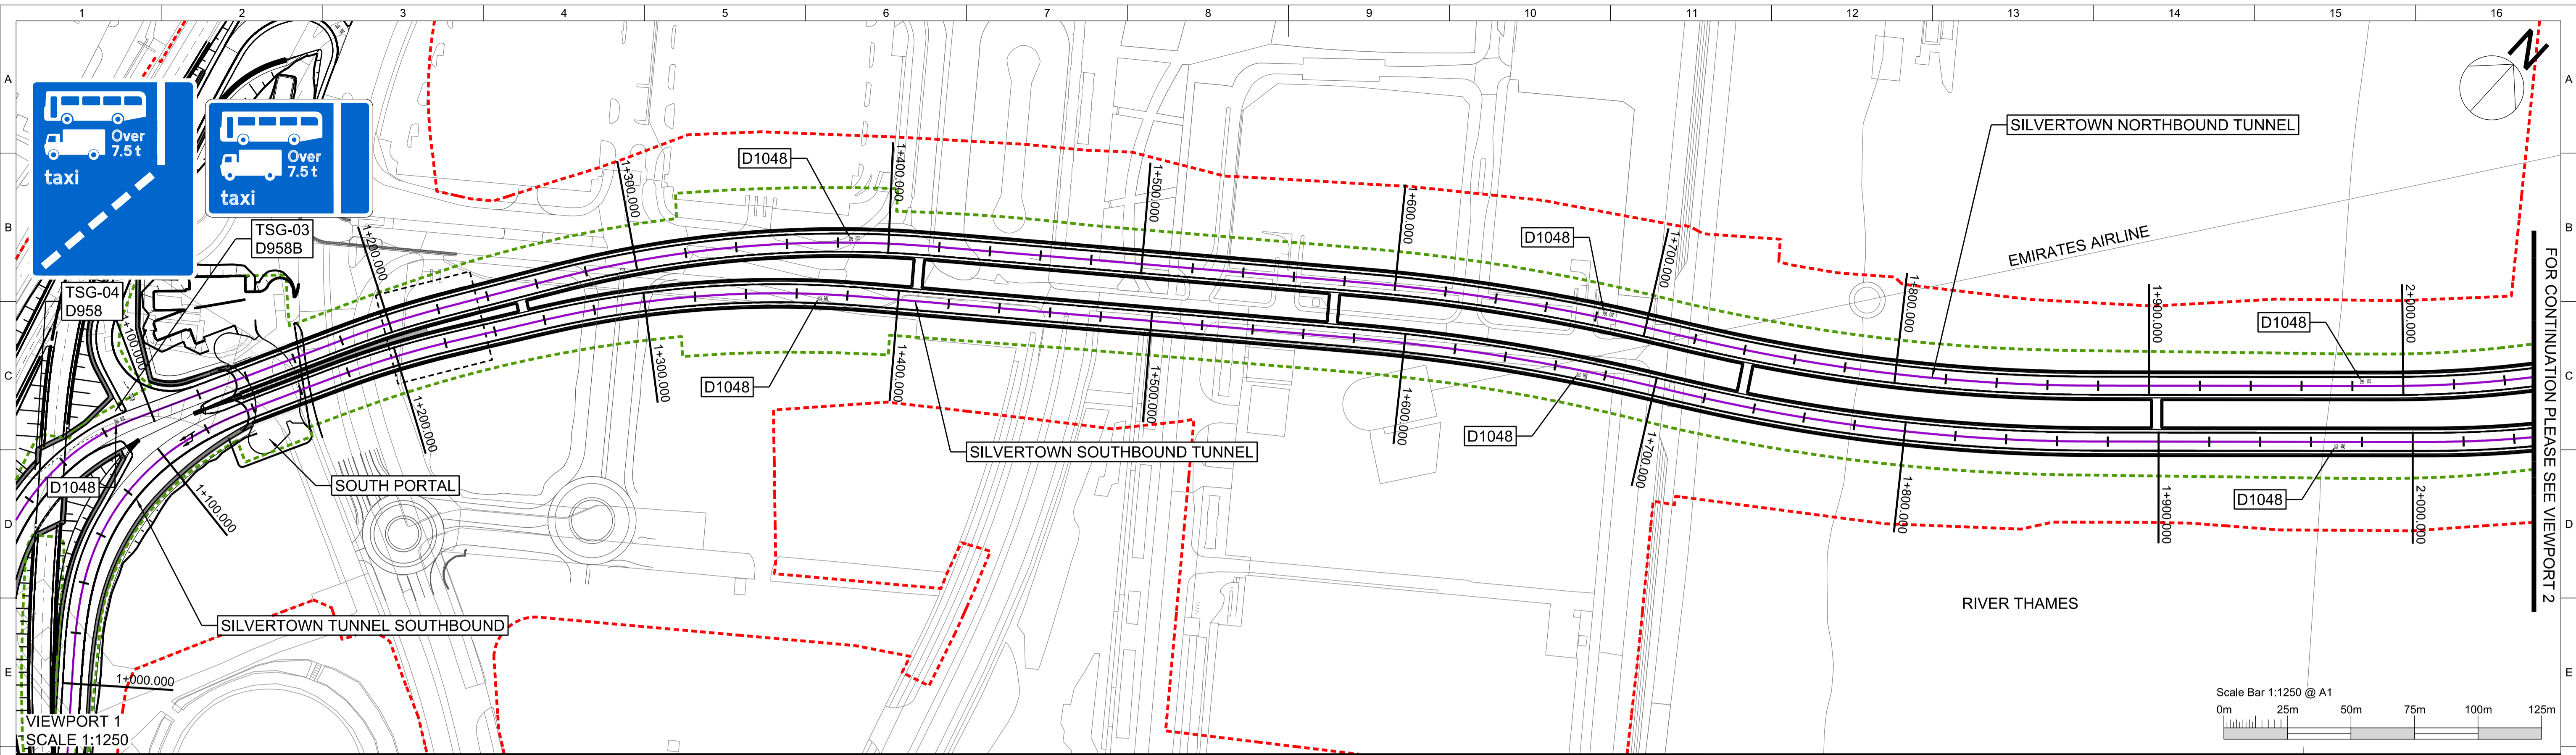 1 2 3 4 5 6 7 8 9 10 11 12 13 14 15 16
A
A
N
Over
7.5 t
taxi
Over
7.5 t
taxi
SILVERTOWN NORTHBOUND TUNNEL
D1048
1+300.000
1+400.000
1+500.000
1+600.000
B
B
TSG-03
D958B
1+200.000
D1048
1+700.000
EMIRATES AIRLINE
FOR CONTINUATION PLEASE SEE VIEWPORT 2
TSG-04
D958
1+100.000
1+800.000
1+900.000
2+000.000
D1048
C
C
1+200.000
1+300.000
D1048
1+400.000
1+500.000
1+600.000
D1048
1+700.000
SILVERTOWN SOUTHBOUND TUNNEL
D1048
SOUTH PORTAL
1+100.000
1+800.000
1+900.000
D1048
2+000.000
D
D
RIVER THAMES
SILVERTOWN TUNNEL SOUTHBOUND
E
E
1+000.000
VIEWPORT 1
SCALE 1:1250
Scale Bar 1:1250 @ A1
0m 25m 50m 75m 100m 125m